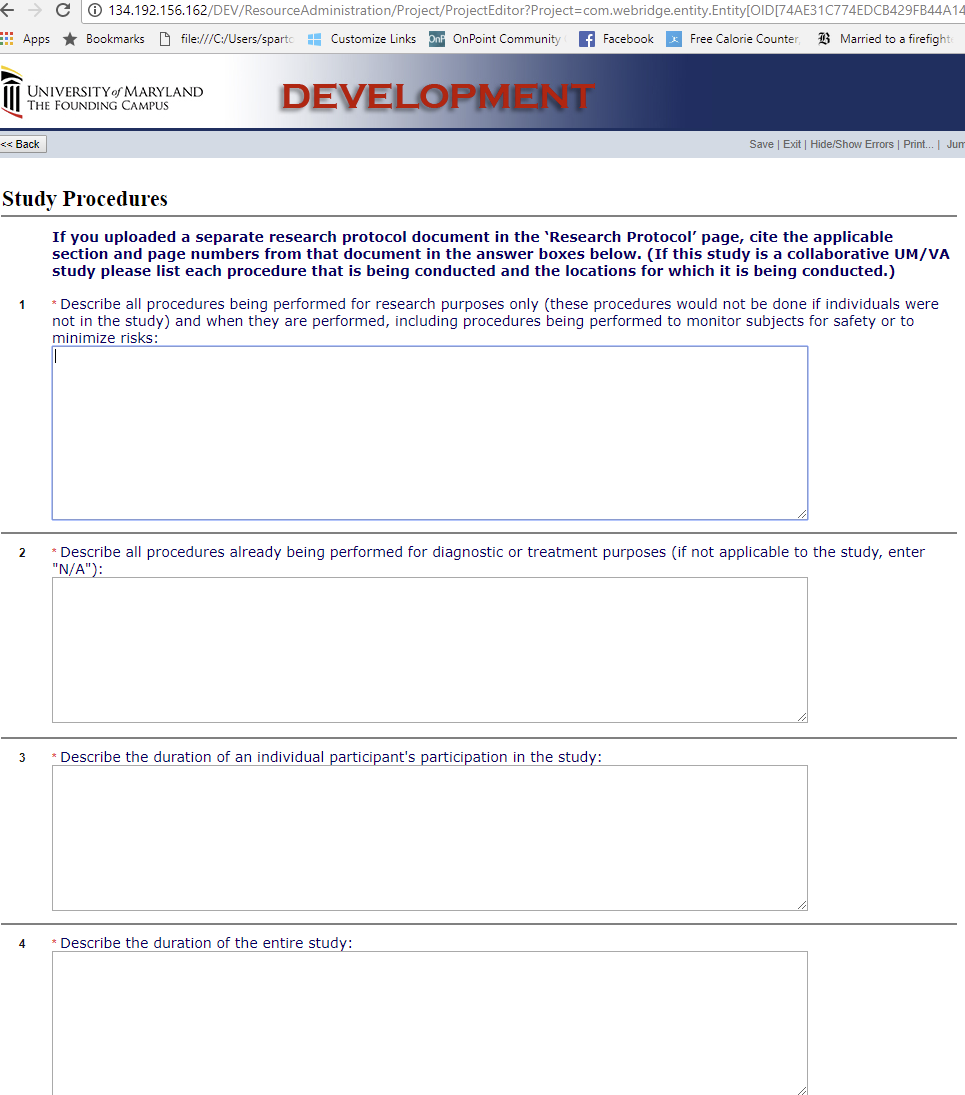 134.192.156.162/DEV/ResourceAdministration/Project/ProjectEditor?Project=com.webridge.entity.Entity[OID[74AE31C774EDCB429FB44A14
Apps Bookmarks file:///C:/Users/spart Customize Links OnP OnPoint Community Facebook Free Calorie Counter, Married to a firefight
UNIVERSITY of MARYLAND
THE FOUNDING CAMPUS
DEVELOPMENT
<< Back Save | Exit | Hide/Show Errors | Print... | Jum
Study Procedures
If you uploaded a separate research protocol document in the ‘Research Protocol’ page, cite the applicable
section and page numbers from that document in the answer boxes below. (If this study is a collaborative UM/VA
study please list each procedure that is being conducted and the locations for which it is being conducted.)
1 * Describe all procedures being performed for research purposes only (these procedures would not be done if individuals were
not in the study) and when they are performed, including procedures being performed to monitor subjects for safety or to
minimize risks:
2 * Describe all procedures already being performed for diagnostic or treatment purposes (if not applicable to the study, enter
"N/A"):
3 * Describe the duration of an individual participant's participation in the study:
4 * Describe the duration of the entire study: